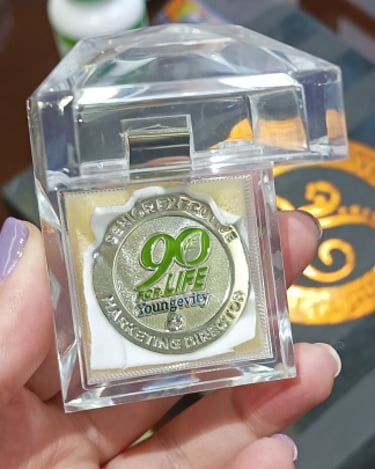 SENIOR EXECUTIVE
90
FOR LIFE
Youngevity
MARKETING DIRECTOR